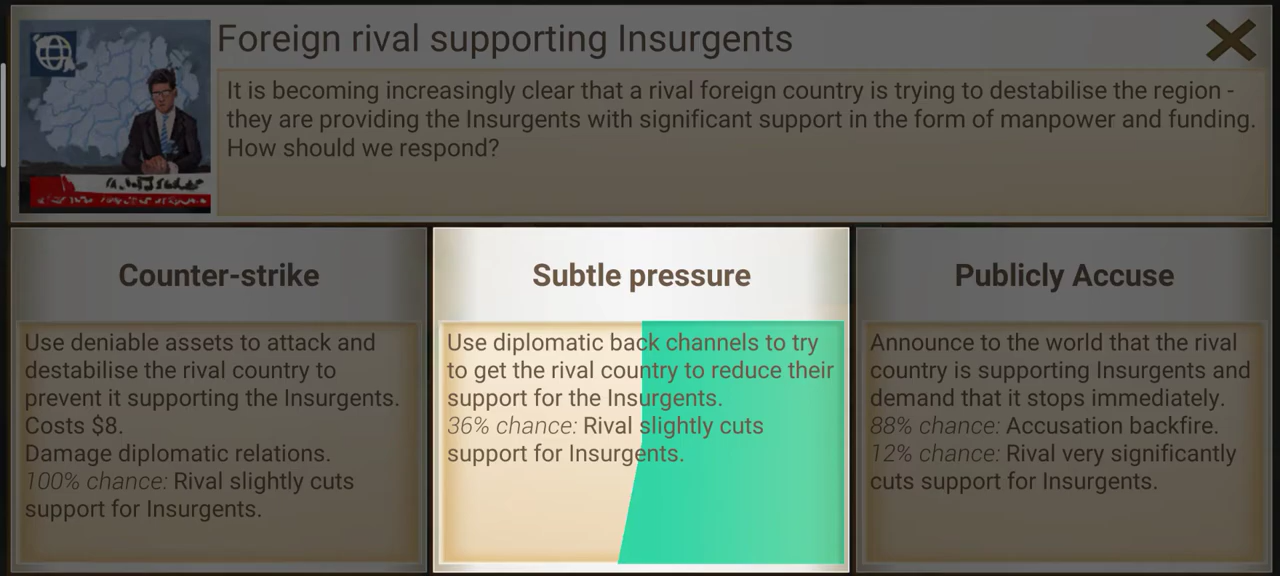 Foreign rival supporting Insurgents
It is becoming increasingly clear that a rival foreign country is trying to destabilise the region -
they are providing the Insurgents with significant support in the form of manpower and funding.
How should we respond?
Counter-strike
Use deniable assets to attack and
destabilise the rival country to
prevent it supporting the Insurgents.
Costs $8.
Damage diplomatic relations.
100% chance: Rival slightly cuts
support for Insurgents.
Subtle pressure
Use diplomatic back channels to try
to get the rival country to reduce their
support for the Insurgents.
36% chance: Rival slightly cuts
support for Insurgents.
Publicly Accuse
Announce to the world that the rival
country is supporting Insurgents and
demand that it stops immediately.
88% chance: Accusation backfire.
12% chance: Rival very significantly
cuts support for Insurgents.